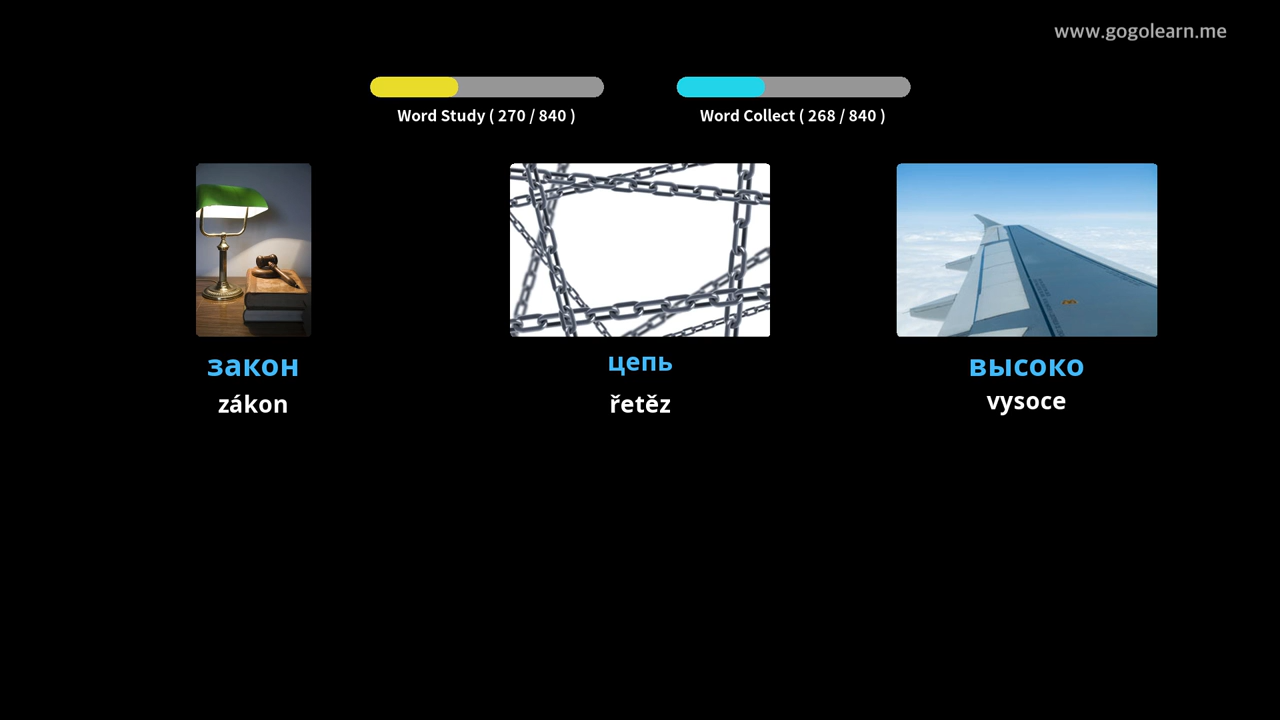 www.gogolearn.me
Word Study ( 270 / 840 )
Word Collect ( 268 / 840 )
закон
zákon
цепь
řetěz
высоко
vysoce